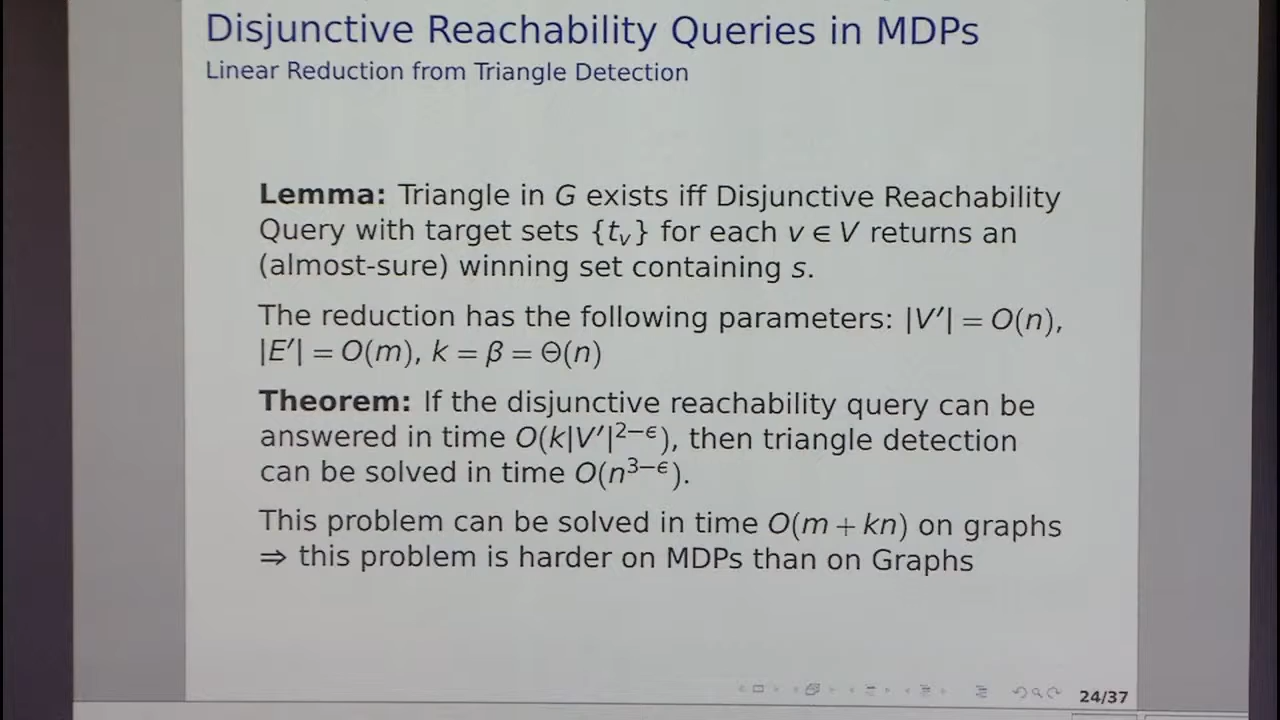 Disjunctive Reachability Queries in MDPs
Linear Reduction from Triangle Detection
Lemma: Triangle in G exists iff Disjunctive Reachability
Query with target sets {t_v} for each v ∈ V returns an
(almost-sure) winning set containing s.
The reduction has the following parameters: |V′| = O(n),
|E′| = O(m), k = β = Θ(n)
Theorem: If the disjunctive reachability query can be
answered in time O(k|V′|^{2−ϵ}), then triangle detection
can be solved in time O(n^{3−ϵ}).
This problem can be solved in time O(m + kn) on graphs
⇒ this problem is harder on MDPs than on Graphs
24/37